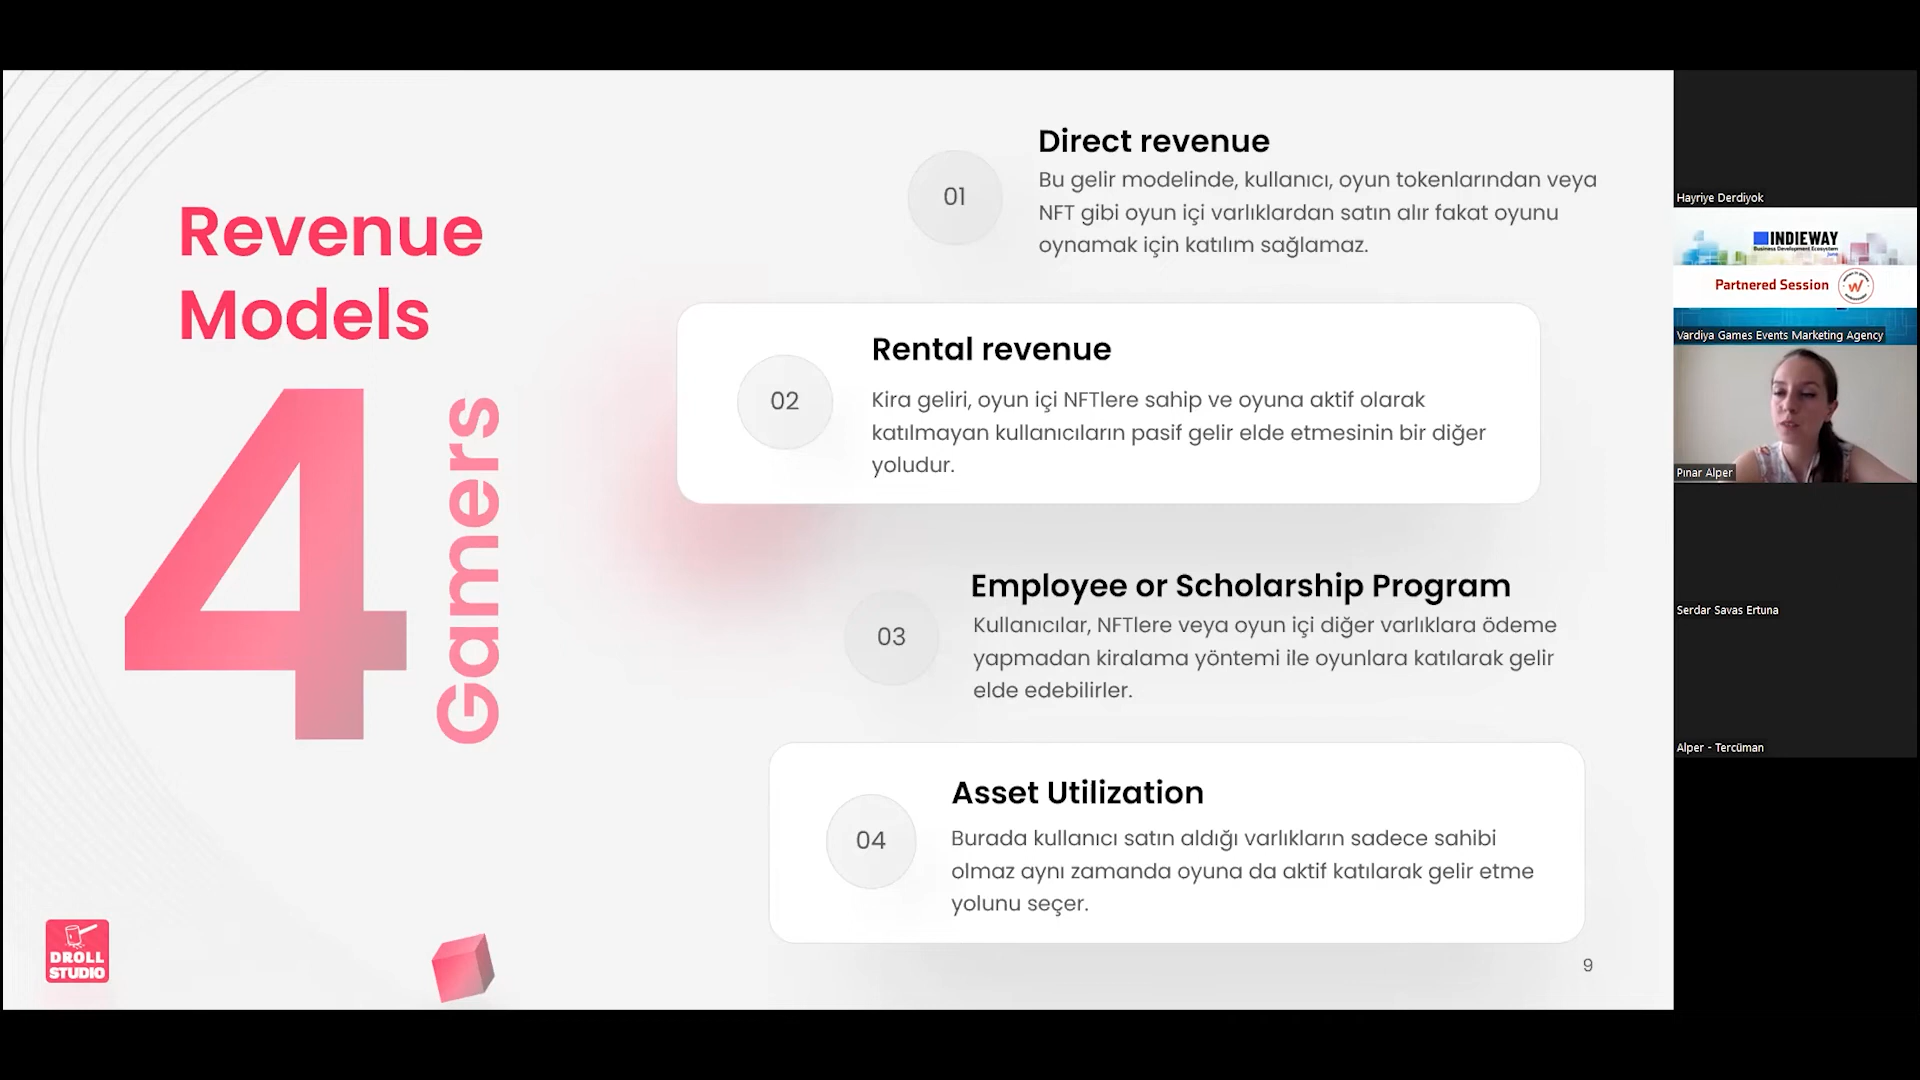 Revenue
Models
4
Gamers
01
Direct revenue
Bu gelir modelinde, kullanıcı, oyun tokenlarından veya
NFT gibi oyun içi varlıklardan satın alır fakat oyunu
oynamak için katılım sağlamaz.
02
Rental revenue
Kira geliri, oyun içi NFTlere sahip ve oyuna aktif olarak
katılmayan kullanıcıların pasif gelir elde etmesinin bir diğer
yoludur.
03
Employee or Scholarship Program
Kullanıcılar, NFTlere veya oyun içi diğer varlıklara ödeme
yapmadan kiralama yöntemi ile oyunlara katılarak gelir
elde edebilirler.
04
Asset Utilization
Burada kullanıcı satın aldığı varlıkların sadece sahibi
olmaz aynı zamanda oyuna da aktif katılarak gelir etme
yolunu seçer.
DROLL
STUDIO
9
Hayriye Derdiyok
INDIEWAY
Business Development Ecosystem
Partnered Session
Vardiya Games Events Marketing Agency
Pınar Alper
Serdar Savas Ertuna
Alper - Tercüman